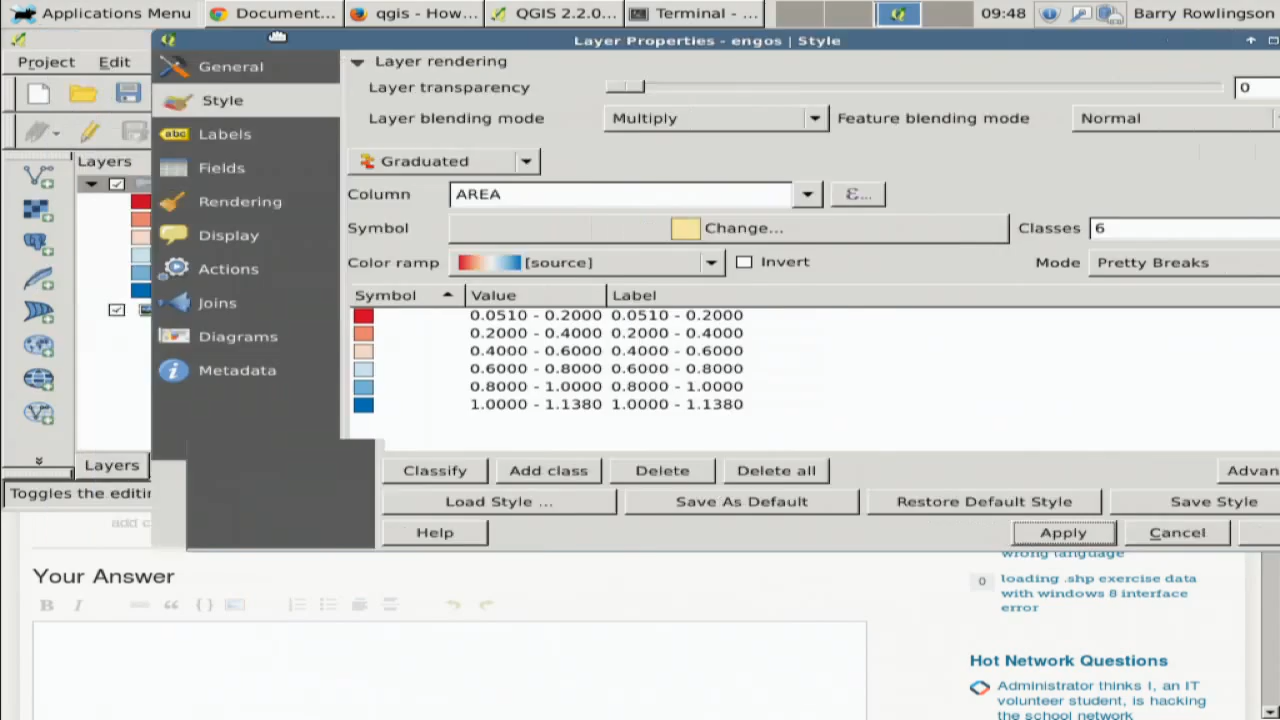 Applications Menu
Document...
qgis - How...
QGIS 2.2.0...
Terminal - ...
09:48
Barry Rowlingson
Layer Properties - engos | Style
Project Edit
Layers
Layers
Toggles the editin
General
Style
abc Labels
Fields
Rendering
Display
Actions
Joins
Diagrams
Metadata
Layer rendering
Layer transparency 0
Layer blending mode Multiply Feature blending mode Normal
Graduated
Column AREA ε...
Symbol Change... Classes 6
Color ramp [source] Invert Mode Pretty Breaks
Symbol Value Label
0.0510 - 0.2000 0.0510 - 0.2000
0.2000 - 0.4000 0.2000 - 0.4000
0.4000 - 0.6000 0.4000 - 0.6000
0.6000 - 0.8000 0.6000 - 0.8000
0.8000 - 1.0000 0.8000 - 1.0000
1.0000 - 1.1380 1.0000 - 1.1380
Classify Add class Delete Delete all Advan
Load Style ... Save As Default Restore Default Style Save Style
Help Apply Cancel
add c
Your Answer
B I
wrong language
0 loading .shp exercise data
with windows 8 interface
error
Hot Network Questions
Administrator thinks I, an IT
volunteer student, is hacking
the school network